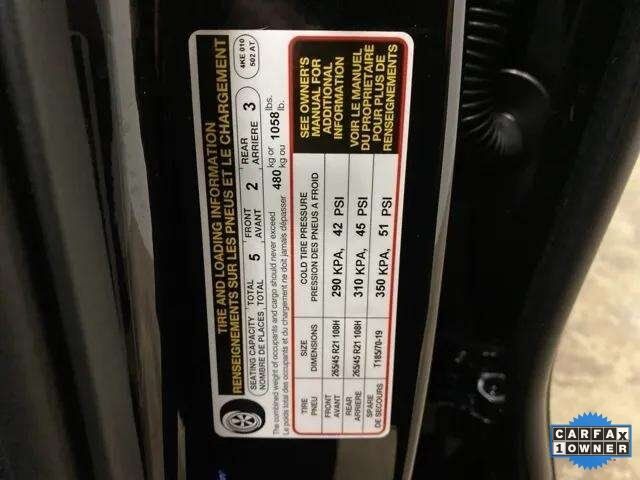 TIRE AND LOADING INFORMATION
RENSEIGNEMENTS SUR LES PNEUS ET LE CHARGEMENT
4KE 010
502 AT
SEATING CAPACITY TOTAL 5 FRONT 2 REAR 3
NOMBRE DE PLACES TOTAL AVANT ARRIERE
The combined weight of occupants and cargo should never exceed 480 kg or 1058 lbs.
Le poids total des occupants et du chargement ne doit jamais dépasser kg ou lb.
TIRE SIZE COLD TIRE PRESSURE
PNEU DIMENSIONS PRESSION DES PNEUS A FROID
FRONT 265/45 R21 108H 290 KPA, 42 PSI
AVANT
REAR 265/45 R21 108H 310 KPA, 45 PSI
ARRIERE
SPARE T185/70-19 350 KPA, 51 PSI
DE SECOURS
SEE OWNER'S
MANUAL FOR
ADDITIONAL
INFORMATION
VOIR LE MANUEL
DU PROPRIETAIRE
POUR PLUS DE
RENSEIGNEMENTS
CARFAX
1 OWNER